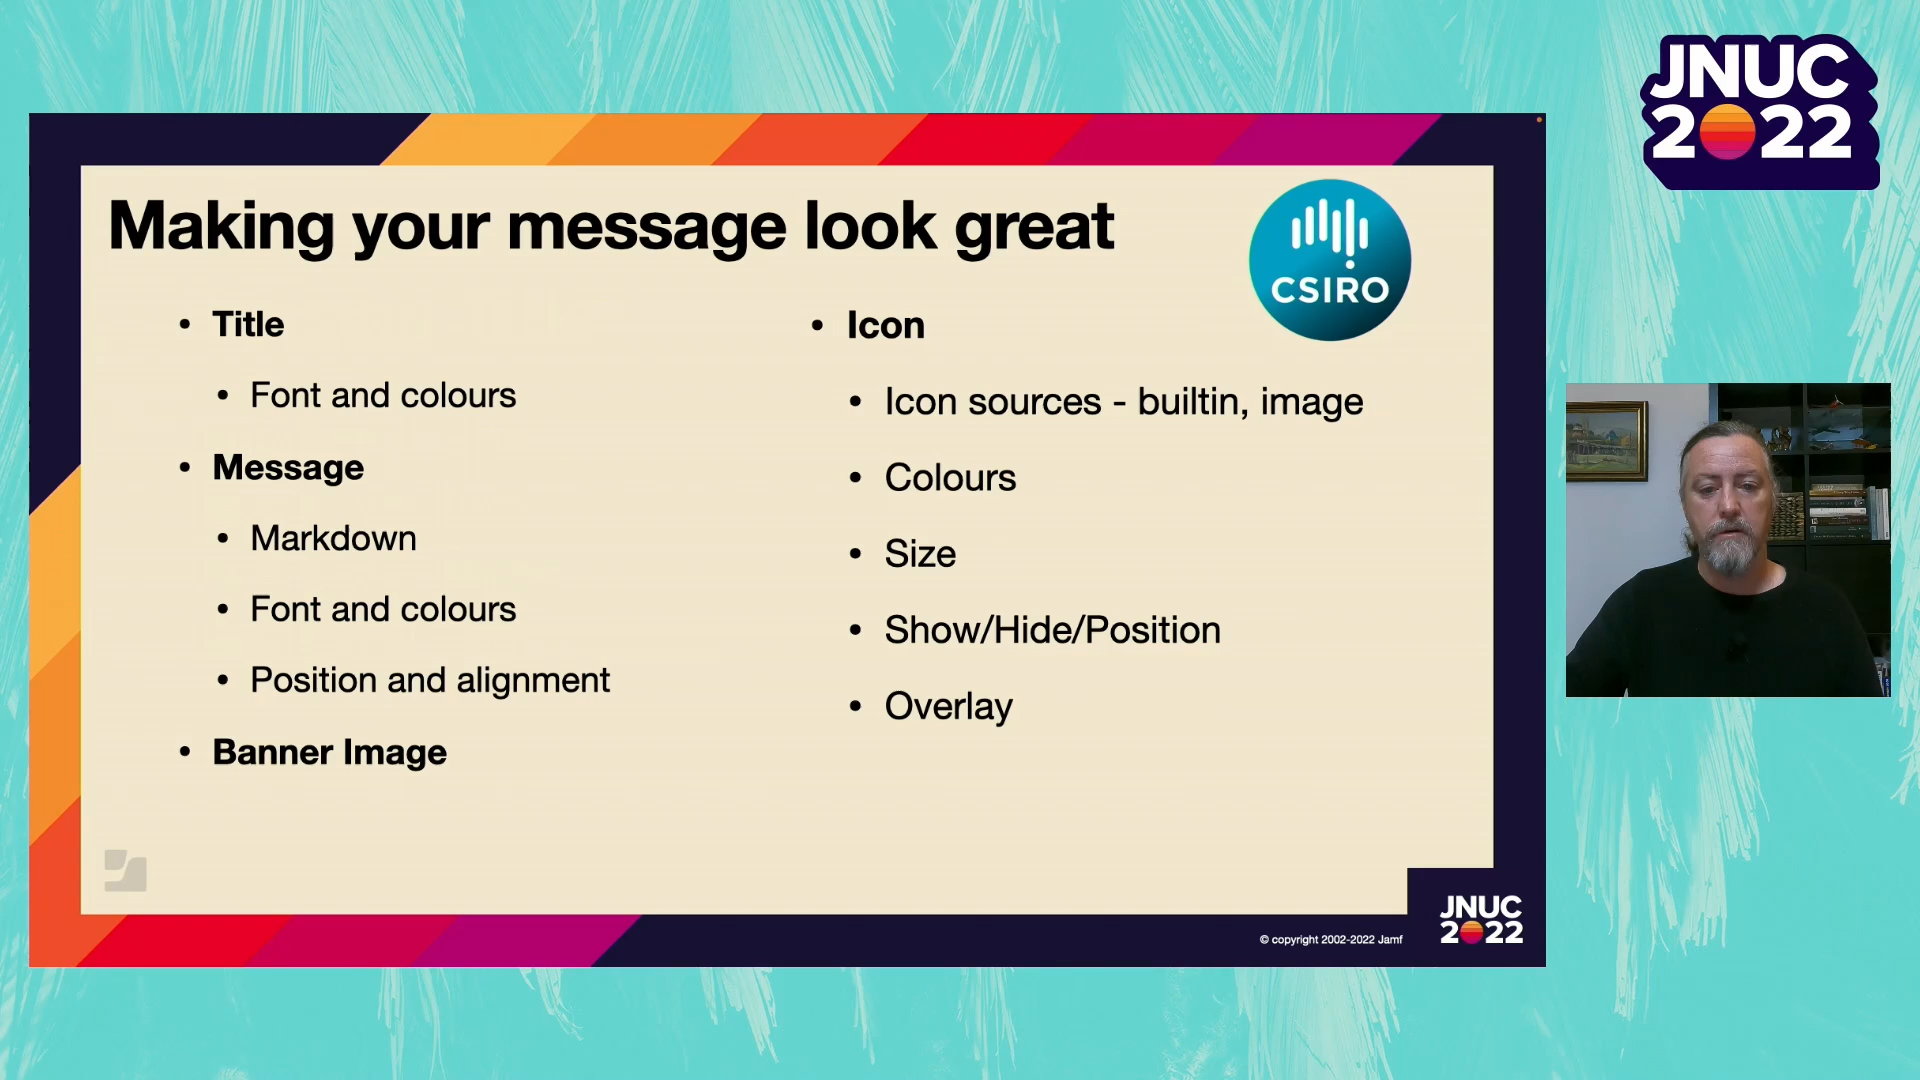 JNUC
2022
Making your message look great
CSIRO
• Title
• Font and colours
• Message
• Markdown
• Font and colours
• Position and alignment
• Banner Image
• Icon
• Icon sources - builtin, image
• Colours
• Size
• Show/Hide/Position
• Overlay
© copyright 2002-2022 Jamf
JNUC
2022